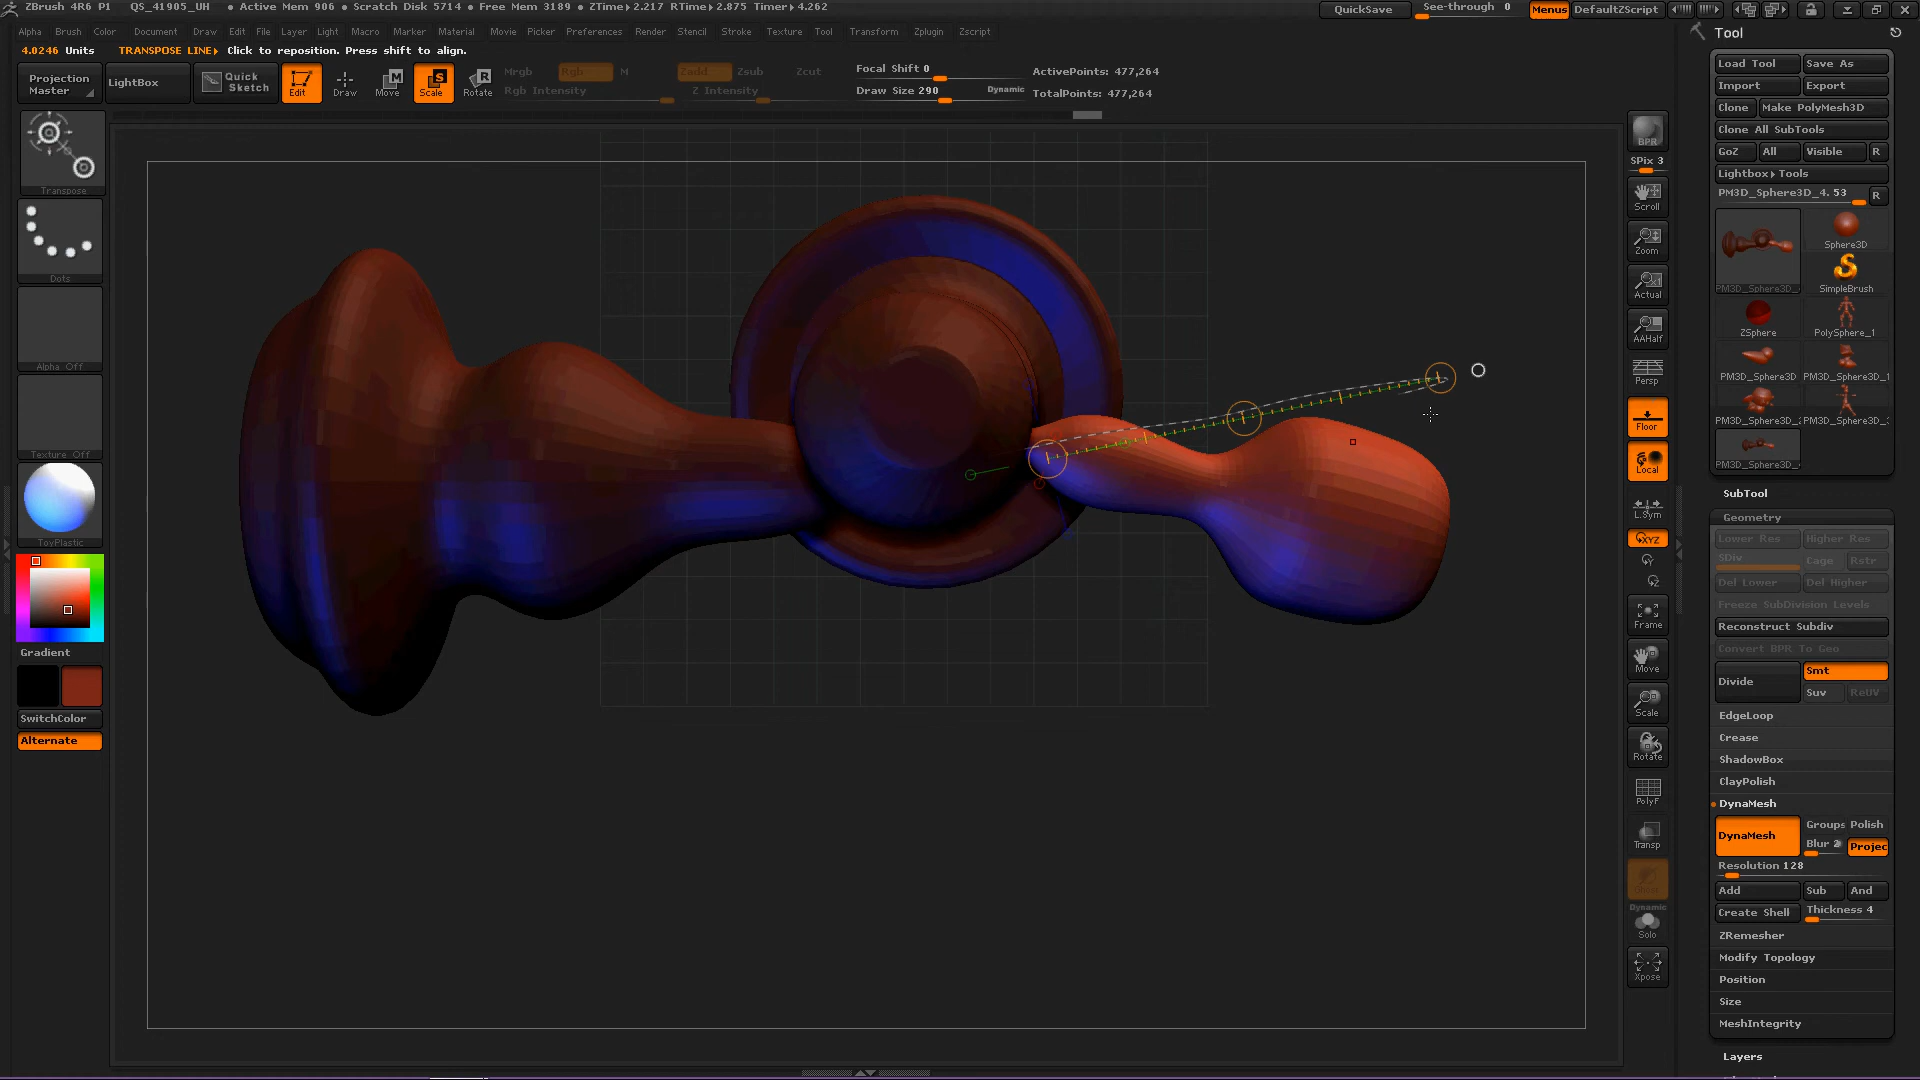 ZBrush 4R6 P1 QS_41905_UH • Active Mem 906 • Scratch Disk 5714 • Free Mem 3189 • ZTime▸2.217 RTime▸2.875 Timer▸4.262
QuickSave See-through 0 Menus DefaultZScript
Alpha Brush Color Document Draw Edit File Layer Light Macro Marker Material Movie Picker Preferences Render Stencil Stroke Texture Tool Transform Zplugin Zscript
4.0246 Units TRANSPOSE LINE▸ Click to reposition. Press shift to align.
Projection Master
LightBox
Quick Sketch
Edit Draw Move Scale Rotate
Mrgb Rgb M Zadd Zsub Zcut
Rgb Intensity Z Intensity
Focal Shift 0
Draw Size 290 Dynamic
ActivePoints: 477,264
TotalPoints: 477,264
Transpose
Dots
Alpha Off
Texture Off
ToyPlastic
Gradient
SwitchColor
Alternate
BPR
SPix 3
Scroll
Zoom
Actual
AAHalf
Persp
Floor
Local
L.Sym
XYZ
Y
Z
Frame
Move
Scale
Rotate
PolyF
Transp
Ghost
Dynamic
Solo
Xpose
Tool
Load Tool Save As
Import Export
Clone Make PolyMesh3D
Clone All SubTools
GoZ All Visible R
Lightbox▸Tools
PM3D_Sphere3D_4. 53 R
Sphere3D
PM3D_Sphere3D_ SimpleBrush
ZSphere PolySphere_1
PM3D_Sphere3D PM3D_Sphere3D_1
PM3D_Sphere3D_2 PM3D_Sphere3D_3
PM3D_Sphere3D_4
SubTool
Geometry
Lower Res Higher Res
SDiv Cage Rstr
Del Lower Del Higher
Freeze SubDivision Levels
Reconstruct Subdiv
Convert BPR To Geo
Divide Smt
Suv ReUV
EdgeLoop
Crease
ShadowBox
ClayPolish
DynaMesh
DynaMesh Groups Polish
Blur 2 Projec
Resolution 128
Add Sub And
Create Shell Thickness 4
ZRemesher
Modify Topology
Position
Size
MeshIntegrity
Layers